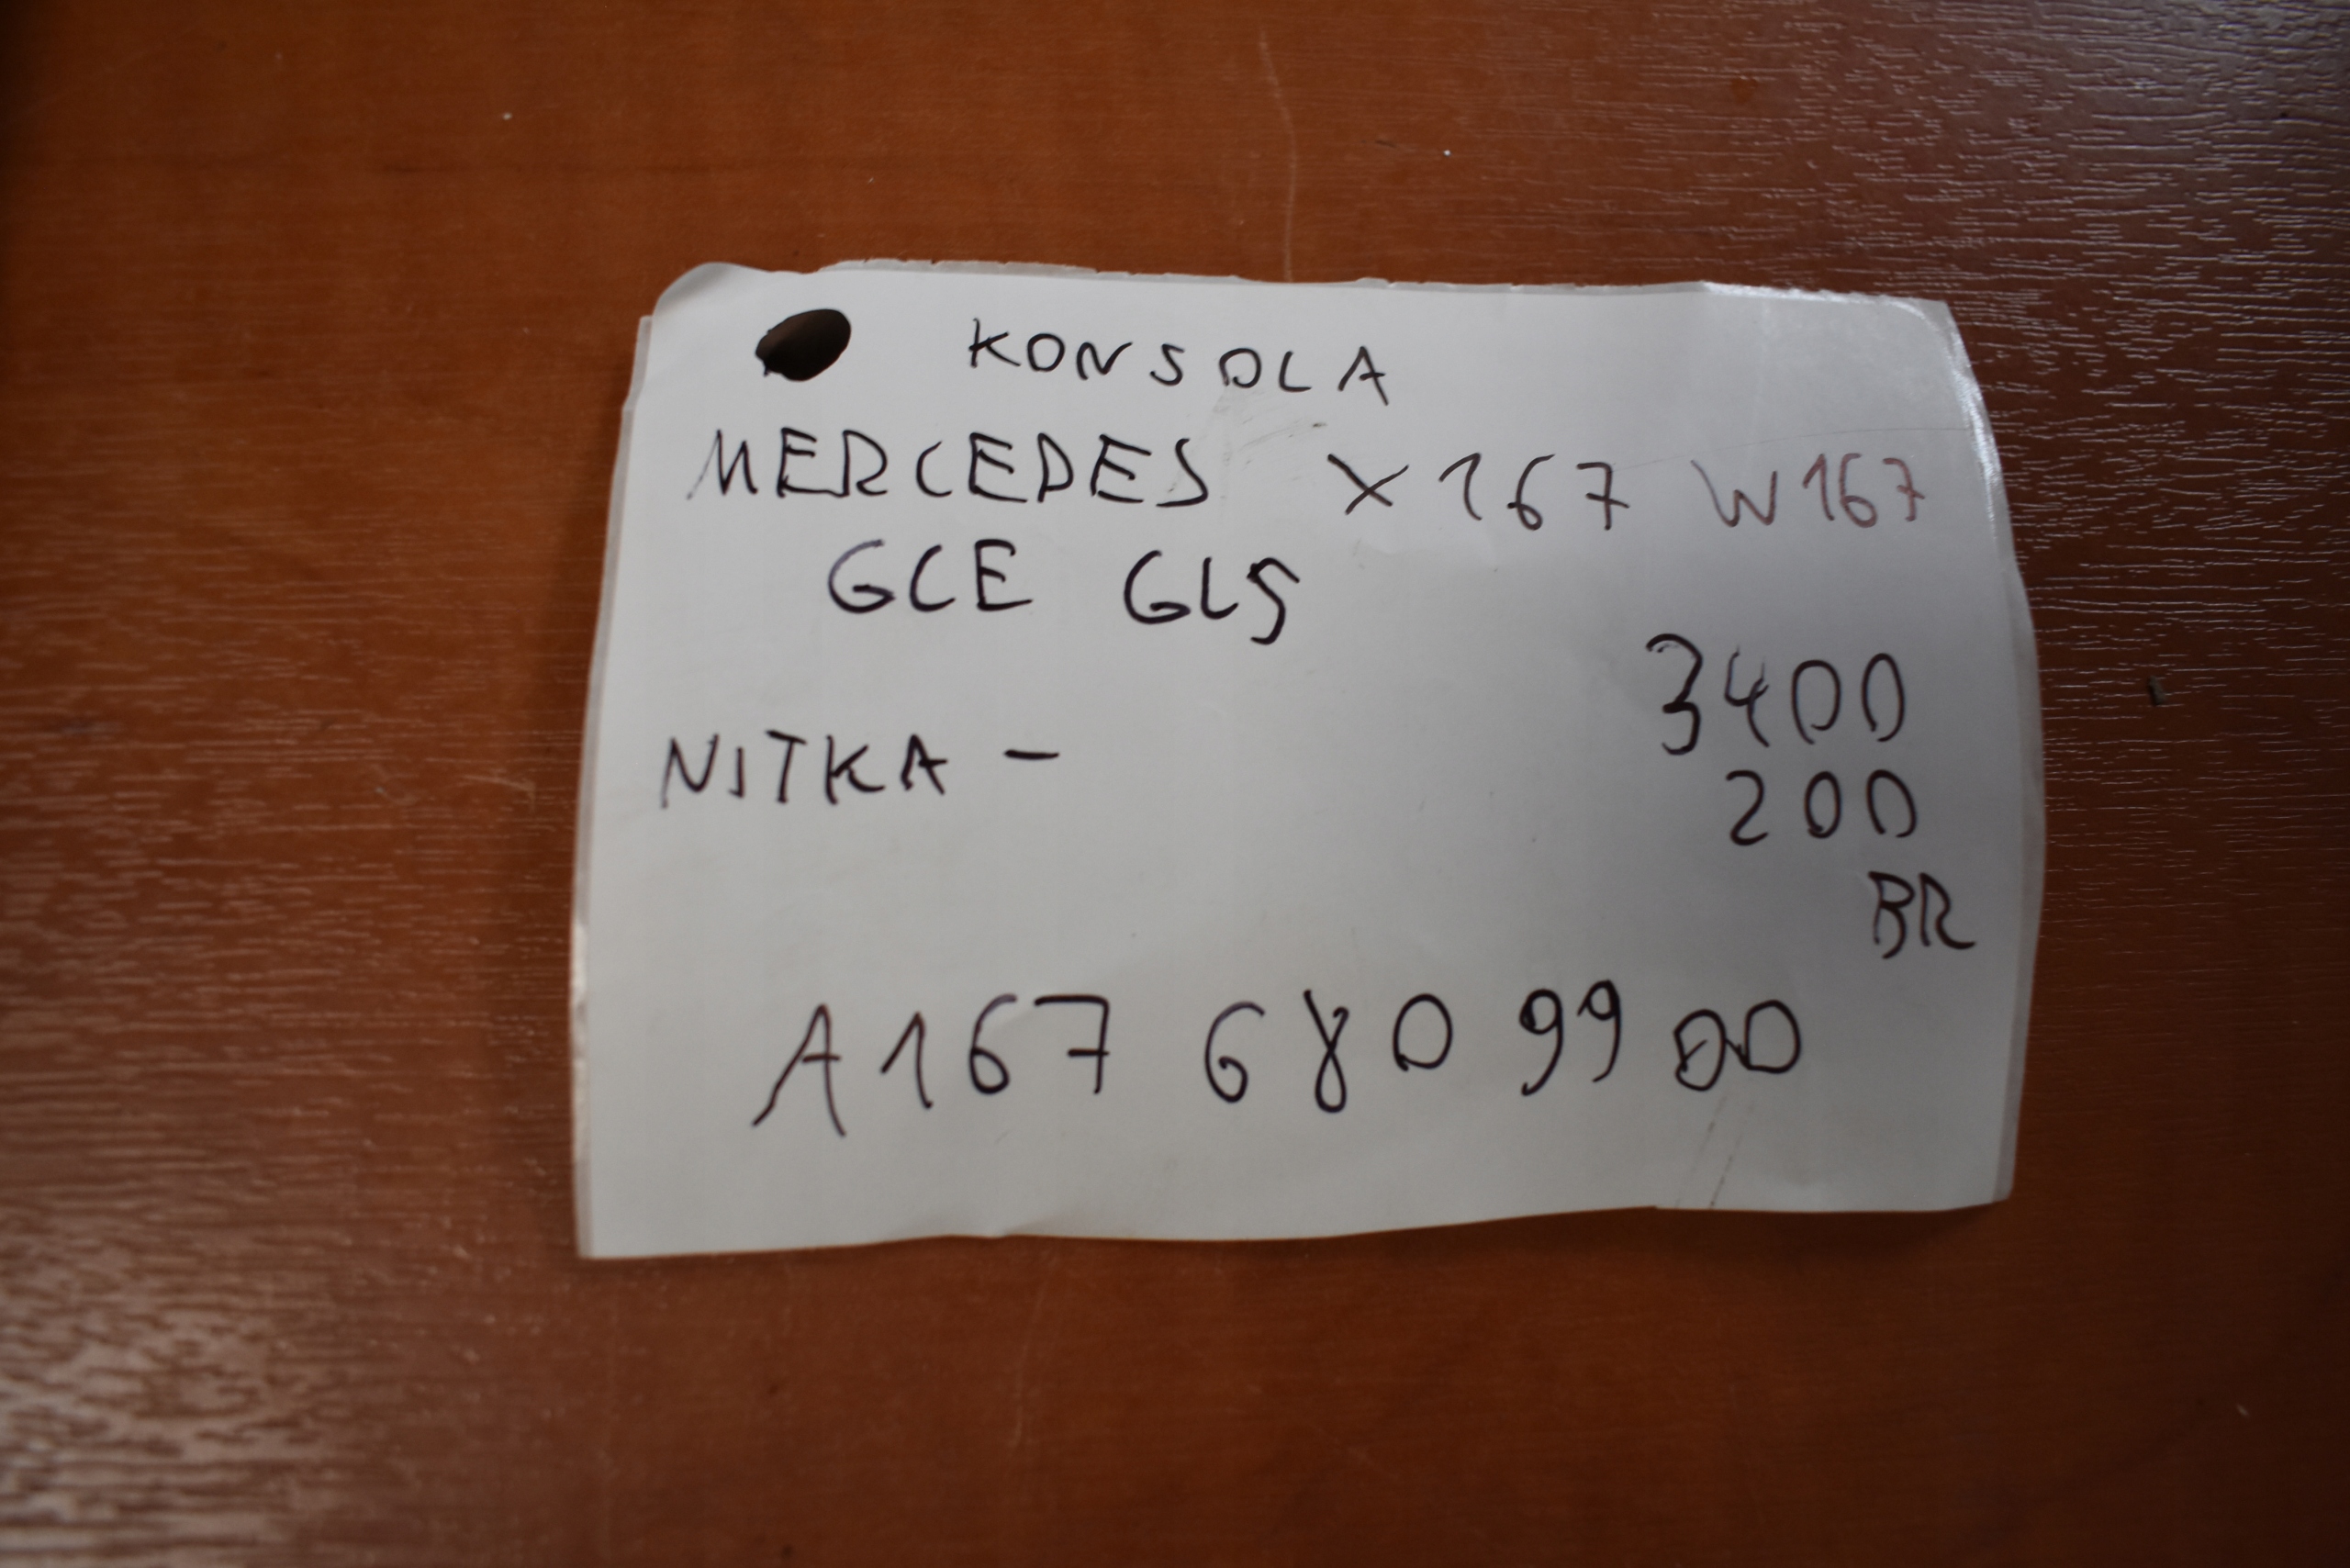 KONSOLA
MERCEDES X167 W167
GLE GLS
3400
NITKA -
200
BR
A167 680 99 00